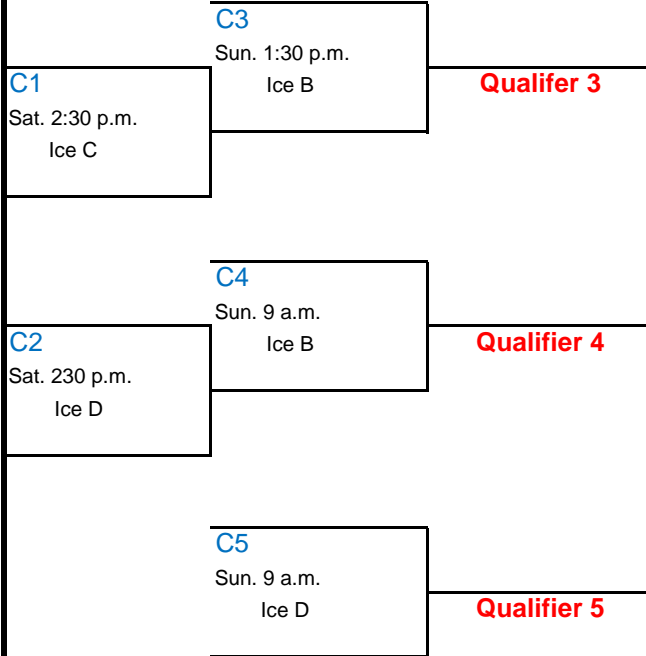 C3
Sun. 1:30 p.m.
Ice B
Qualifer 3
C1
Sat. 2:30 p.m.
Ice C
C4
Sun. 9 a.m.
Ice B
Qualifier 4
C2
Sat. 230 p.m.
Ice D
C5
Sun. 9 a.m.
Ice D
Qualifier 5